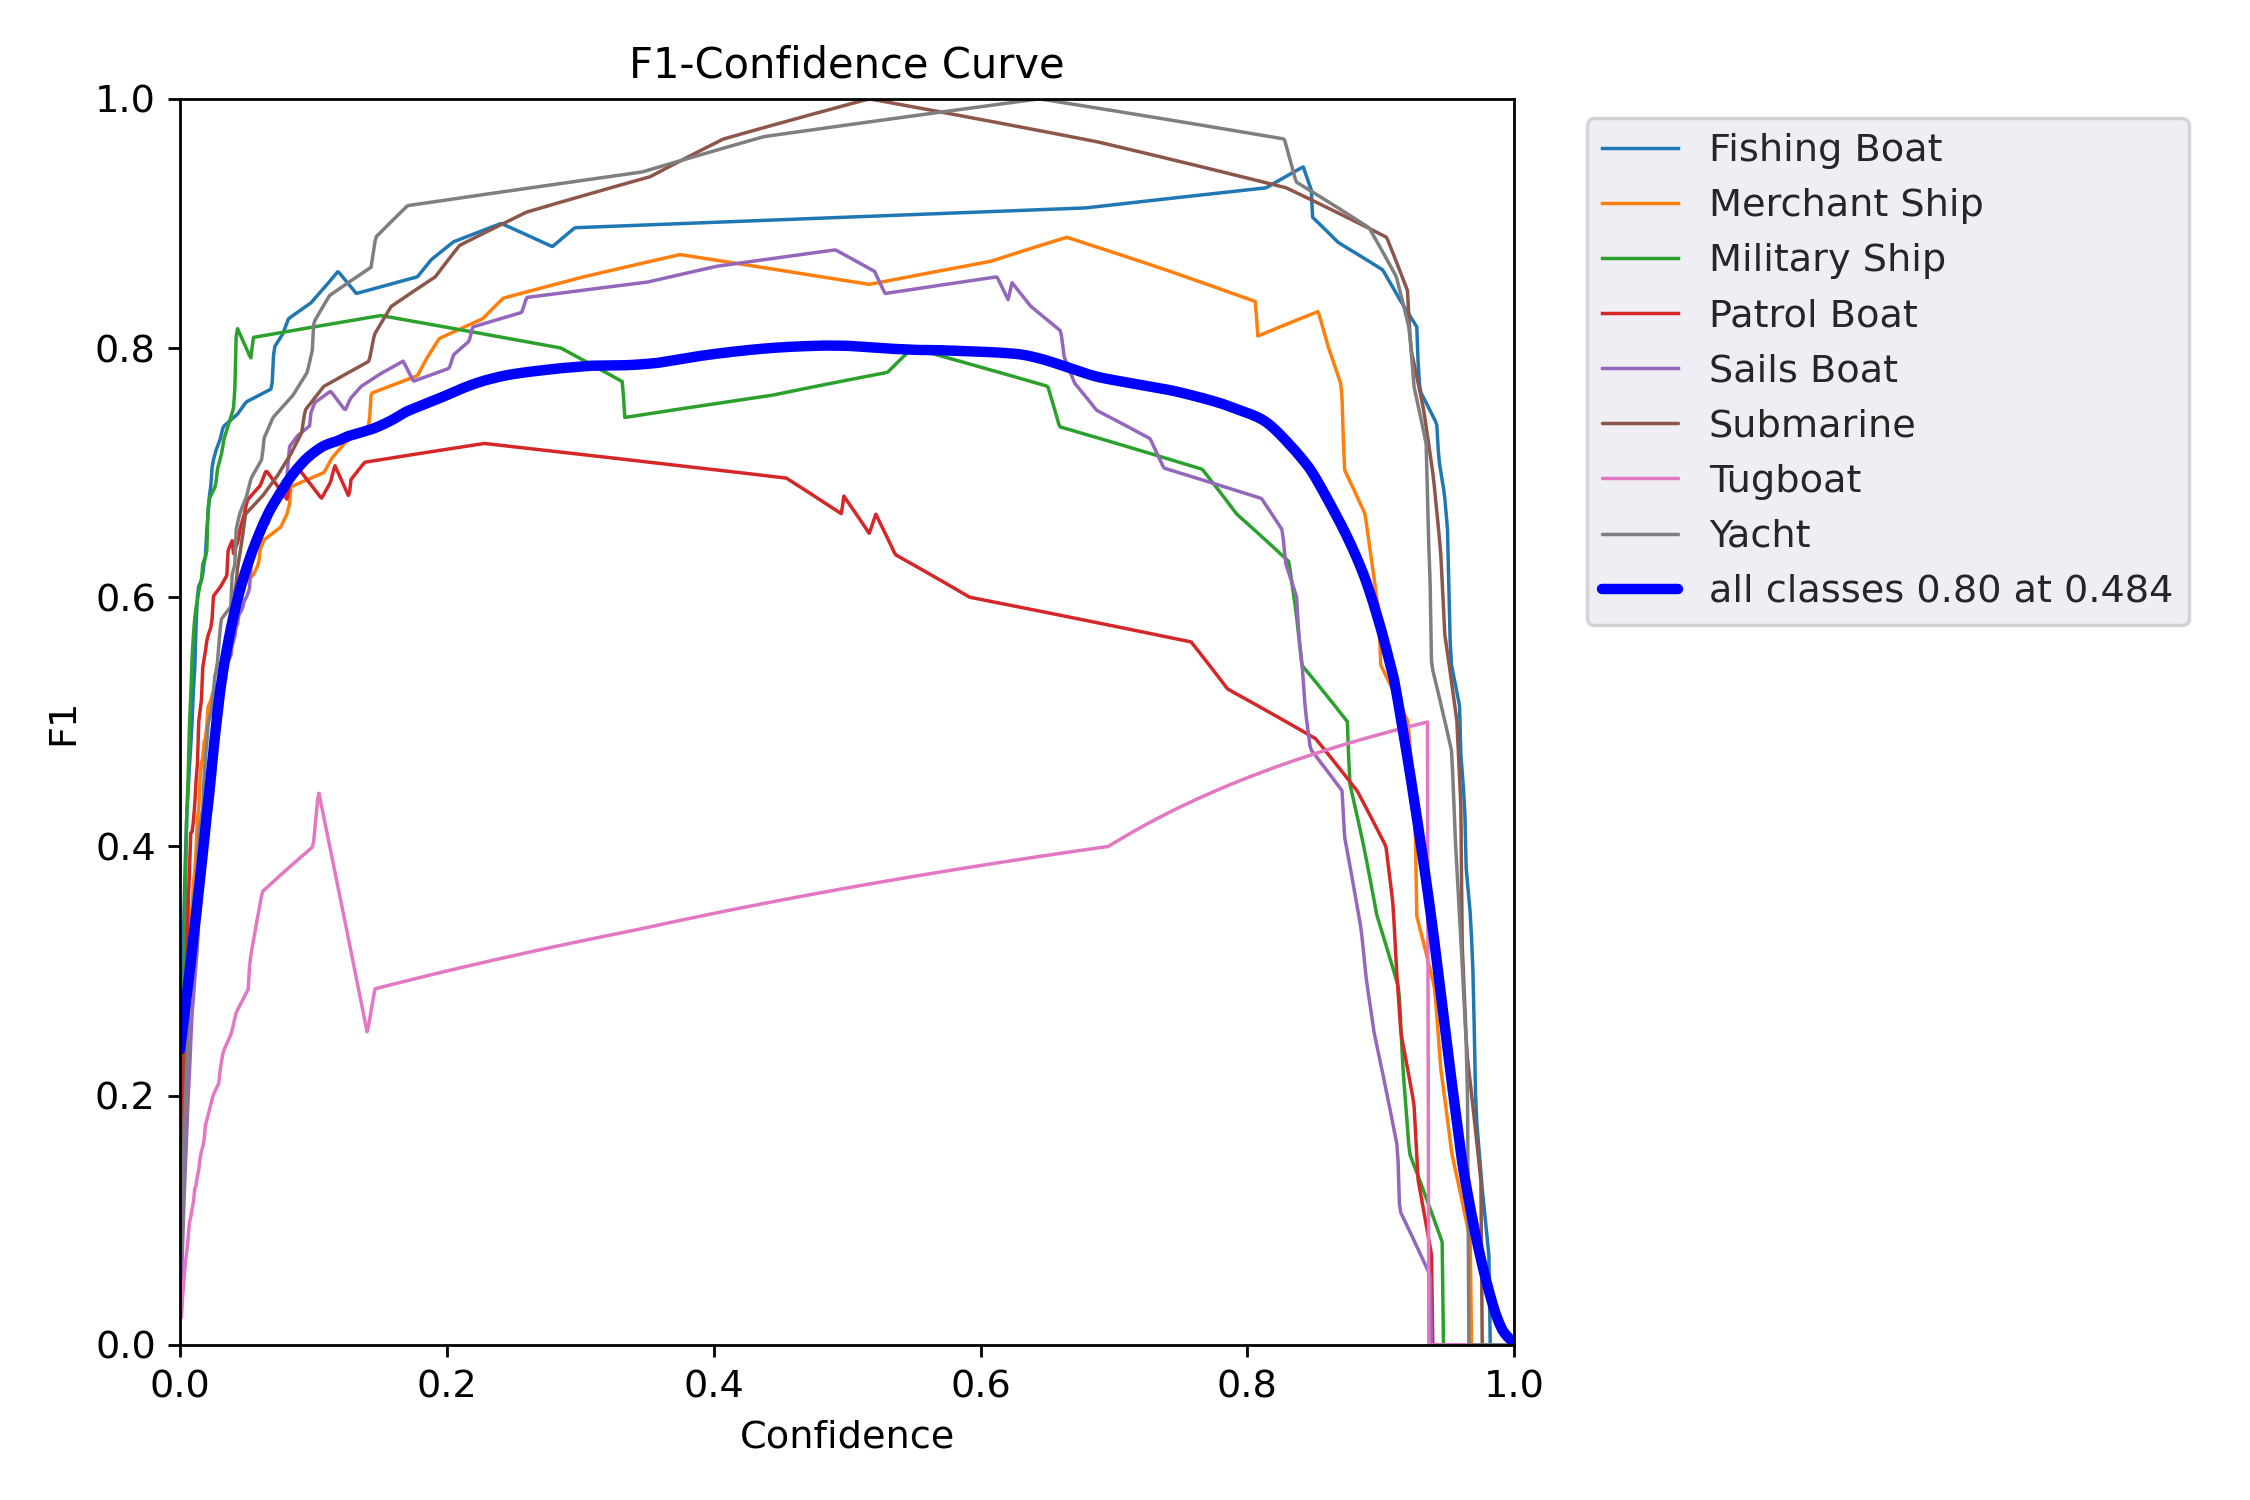 F1-Confidence Curve
1.0
0.8
0.6
0.4
0.2
0.0
F1
0.0 0.2 0.4 0.6 0.8 1.0
Confidence
Fishing Boat
Merchant Ship
Military Ship
Patrol Boat
Sails Boat
Submarine
Tugboat
Yacht
all classes 0.80 at 0.484